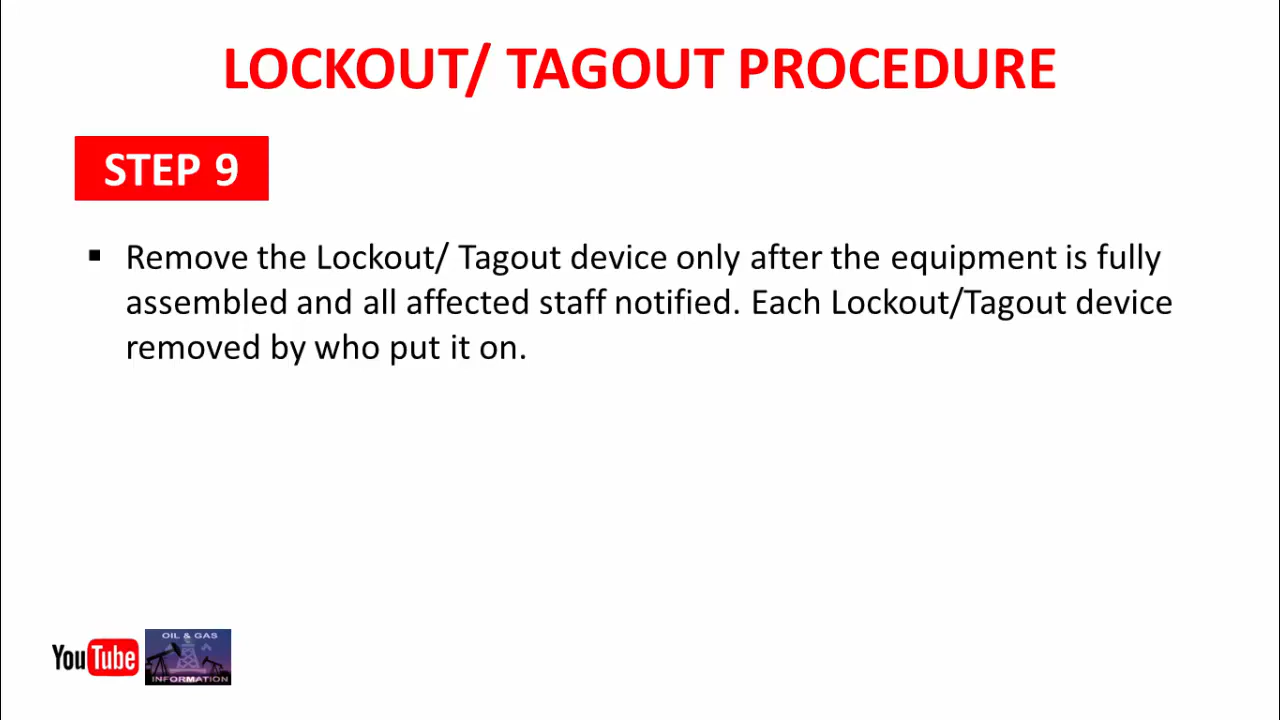 LOCKOUT/ TAGOUT PROCEDURE
STEP 9
▪ Remove the Lockout/ Tagout device only after the equipment is fully
assembled and all affected staff notified. Each Lockout/Tagout device
removed by who put it on.
YouTube
OIL & GAS
INFORMATION